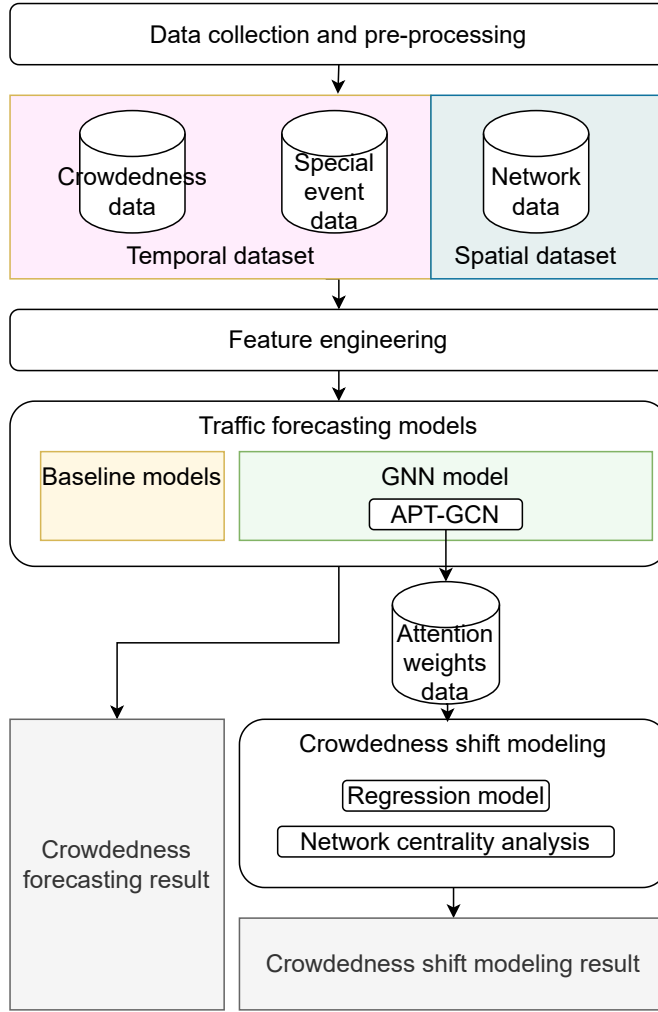 Data collection and pre-processing
Crowdedness
data
Special
event
data
Network
data
Temporal dataset
Spatial dataset
Feature engineering
Traffic forecasting models
Baseline models
GNN model
APT-GCN
Attention
weights
data
Crowdedness shift modeling
Regression model
Network centrality analysis
Crowdedness
forecasting result
Crowdedness shift modeling result